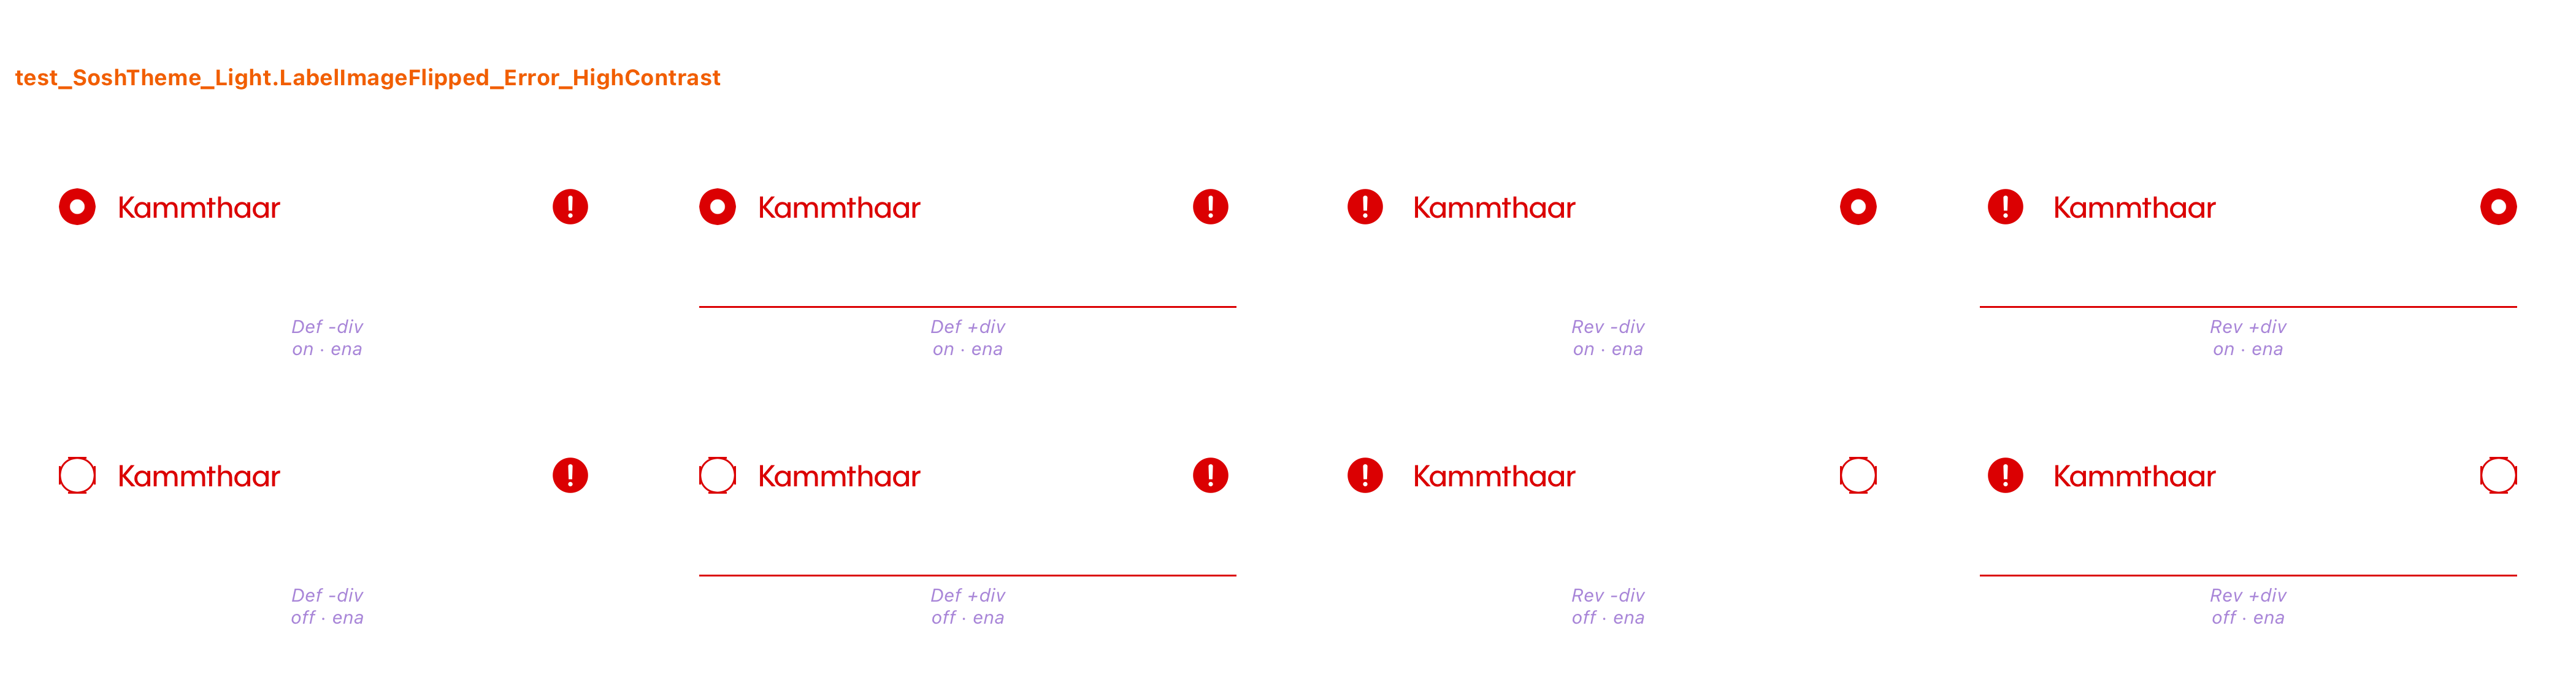 test_SoshTheme_Light.LabelImageFlipped_Error_HighContrast
Kammthaar
Kammthaar
Kammthaar
Kammthaar
Def -div
on · ena
Def +div
on · ena
Rev -div
on · ena
Rev +div
on · ena
Kammthaar
Kammthaar
Kammthaar
Kammthaar
Def -div
off · ena
Def +div
off · ena
Rev -div
off · ena
Rev +div
off · ena